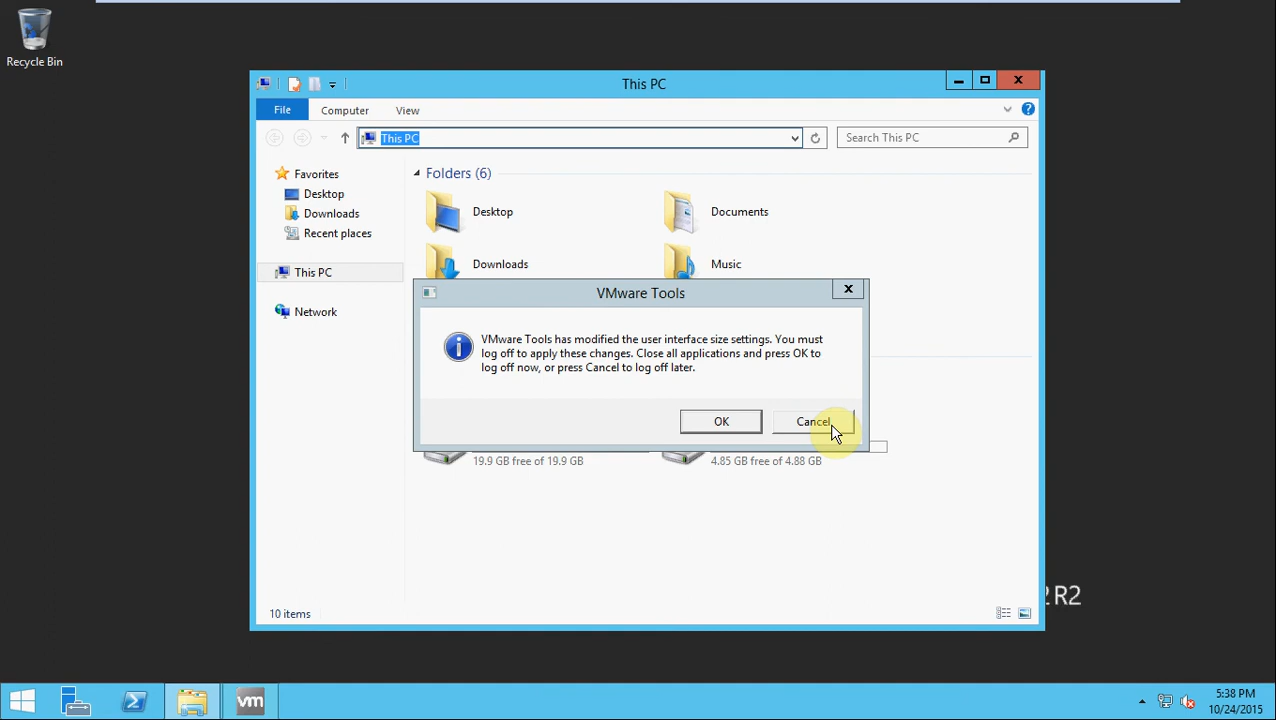 Recycle Bin
This PC
File
Computer
View
This PC
Search This PC
Favorites
Desktop
Downloads
Recent places
This PC
Network
Folders (6)
Desktop
Documents
Downloads
Music
VMware Tools
VMware Tools has modified the user interface size settings. You must
log off to apply these changes. Close all applications and press OK to
log off now, or press Cancel to log off later.
OK
Cancel
19.9 GB free of 19.9 GB
4.85 GB free of 4.88 GB
10 items
2 R2
vm
5:38 PM
10/24/2015